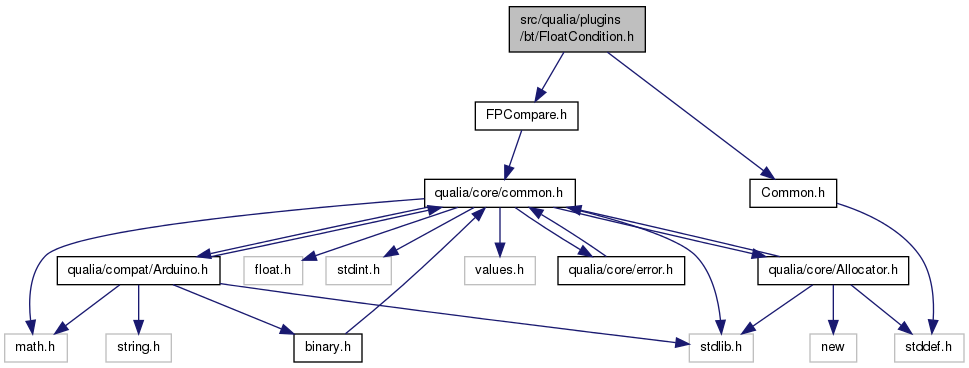 src/qualia/plugins
/bt/FloatCondition.h
FPCompare.h
qualia/core/common.h
Common.h
qualia/compat/Arduino.h
float.h
stdint.h
values.h
qualia/core/error.h
qualia/core/Allocator.h
math.h
string.h
binary.h
stdlib.h
new
stddef.h